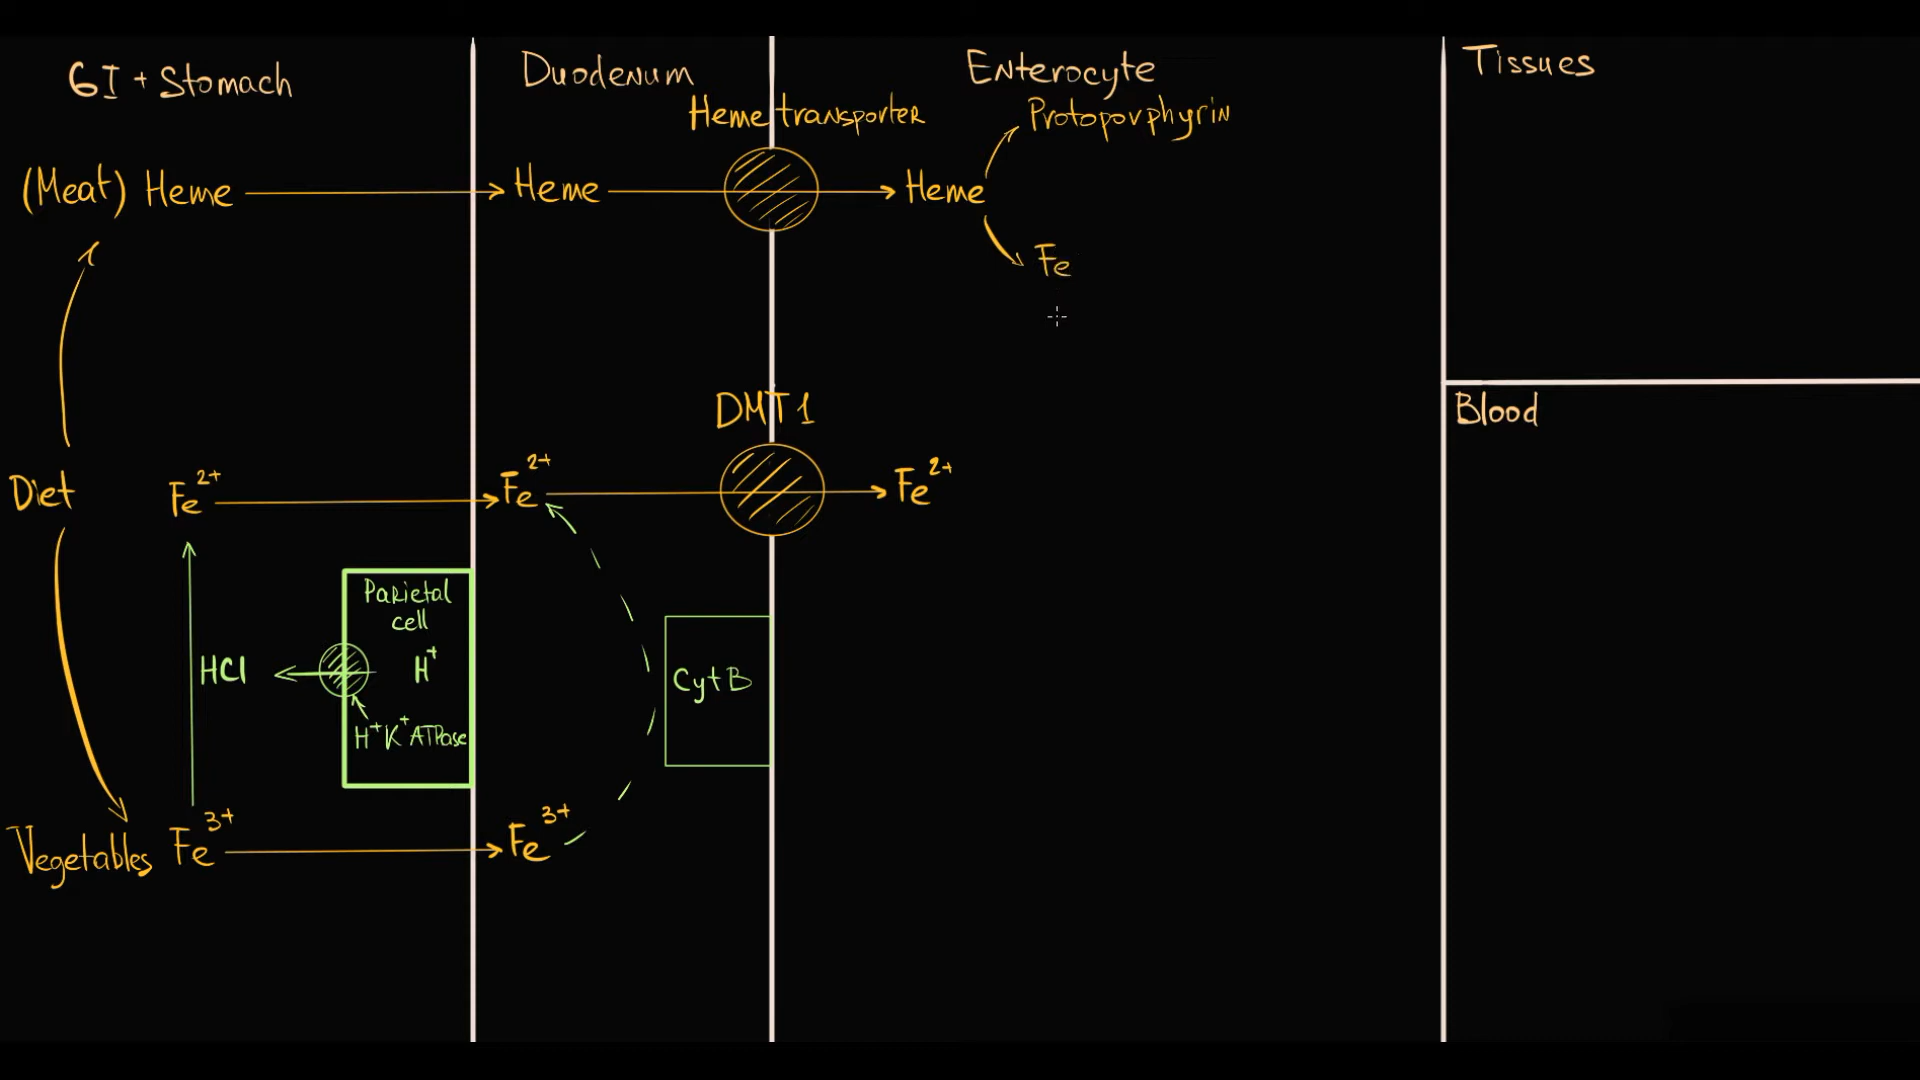 GI + Stomach
Duodenum
Enterocyte
Tissues
Heme transporter
Protoporphyrin
(Meat) Heme
Heme
Heme
Fe
DMT1
Blood
Diet
Fe2+
Fe2+
Fe2+
Parietal
cell
HCl
H+
CytB
H+K+ATPase
Vegetables
Fe3+
Fe3+